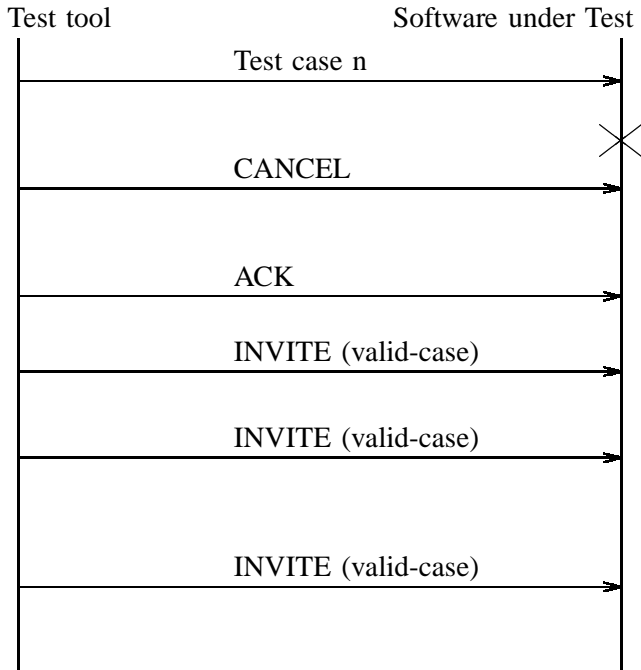 Test tool
Software under Test
Test case n
CANCEL
ACK
INVITE (valid-case)
INVITE (valid-case)
INVITE (valid-case)